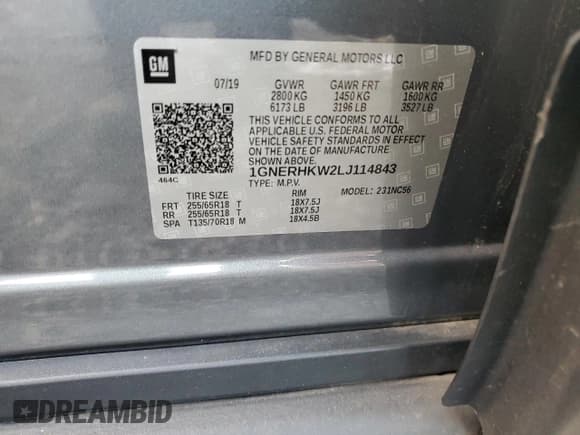 GM
MFD BY GENERAL MOTORS LLC
07/19 GVWR GAWR FRT GAWR RR
2800 KG 1450 KG 1600 KG
6173 LB 3196 LB 3527 LB
THIS VEHICLE CONFORMS TO ALL
APPLICABLE U.S. FEDERAL MOTOR
VEHICLE SAFETY STANDARDS IN EFFECT
ON THE DATE OF MANUFACTURE
SHOWN ABOVE.
1GNERHKW2LJ114843
464C TYPE: M.P.V. MODEL: 231NC56
TIRE SIZE RIM
FRT 255/65R18 T 18X7.5J
RR 255/65R18 T 18X7.5J
SPA T135/70R18 M 18X4.5B
DREAMBID